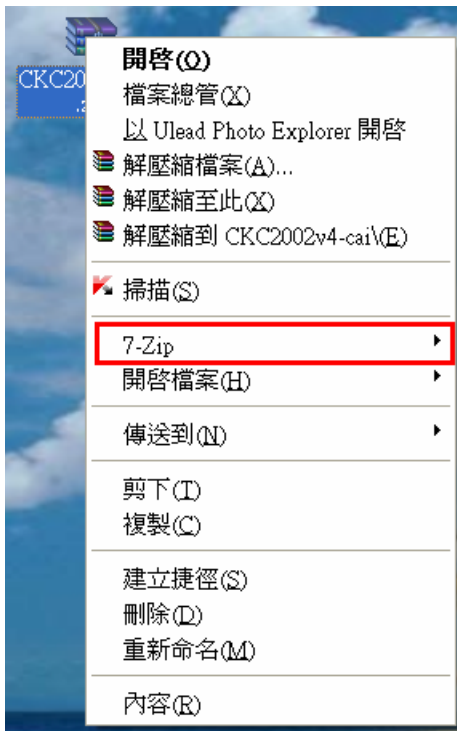 CKC20
.z
開啓(O)
檔案總管(X)
以 Ulead Photo Explorer 開啓
解壓縮檔案(A)...
解壓縮至此(X)
解壓縮到 CKC2002v4-cai\(E)
掃描(S)
7-Zip
開啓檔案(H)
傳送到(N)
剪下(T)
複製(C)
建立捷徑(S)
刪除(D)
重新命名(M)
內容(R)